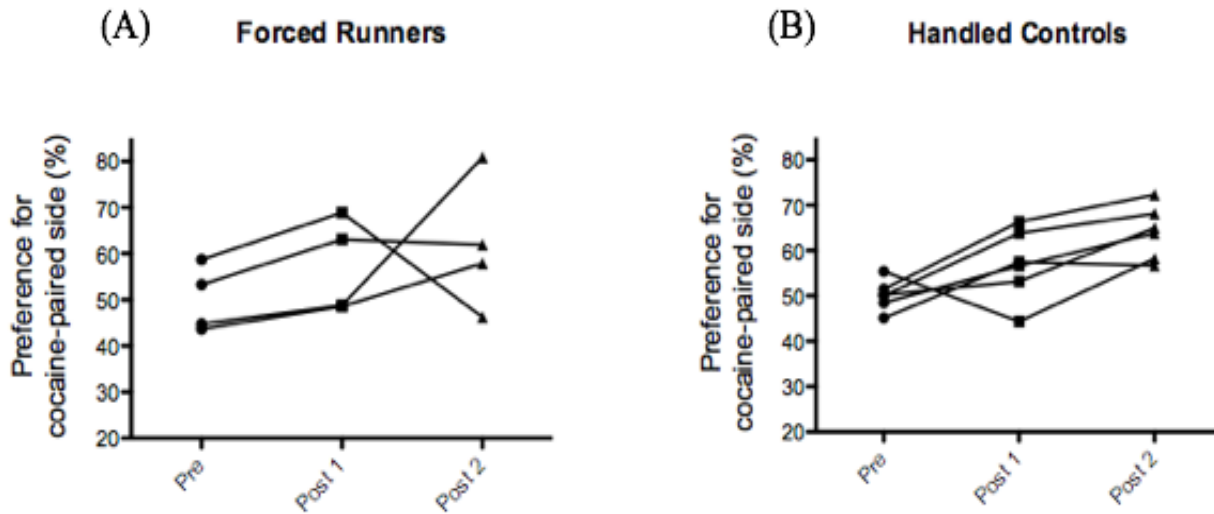 (A) Forced Runners
Preference for
cocaine-paired side (%)
80
70
60
50
40
30
20
Pre
Post 1
Post 2
(B) Handled Controls
Preference for
cocaine-paired side (%)
80
70
60
50
40
30
20
Pre
Post 1
Post 2